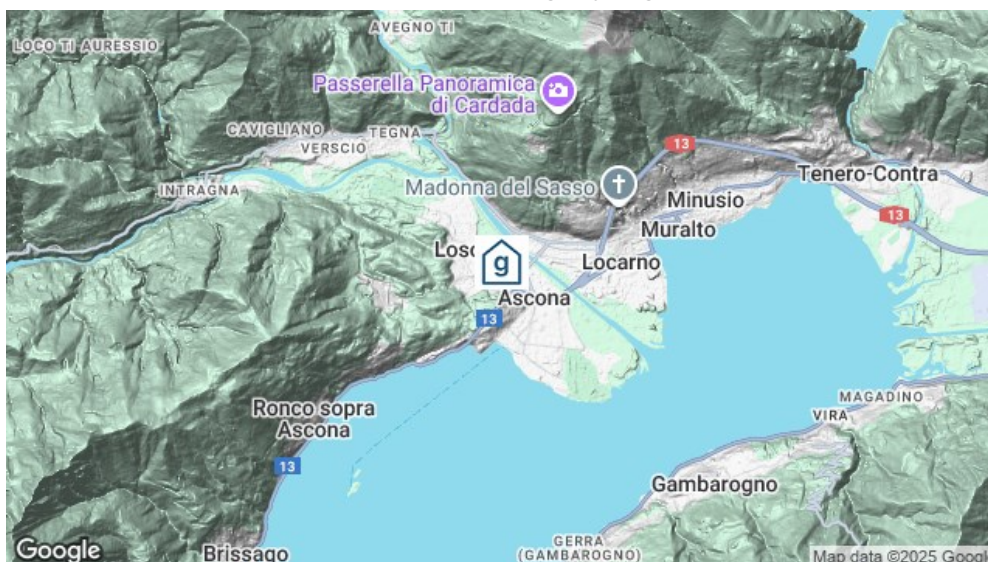 AVEGNO TI
LOCO TI AURESSIO
Passerella Panoramica
di Cardada
CAVIGLIANO
TEGNA
VERSCIO
13
INTRAGNA
Madonna del Sasso
Tenero-Contra
Minusio
13
Muralto
g
Locarno
Ascona
13
MAGADINO
Ronco sopra
Ascona
VIRA
13
Gambarogno
GERRA
(GAMBAROGNO)
Brissago
Google
Map data ©2025 Google